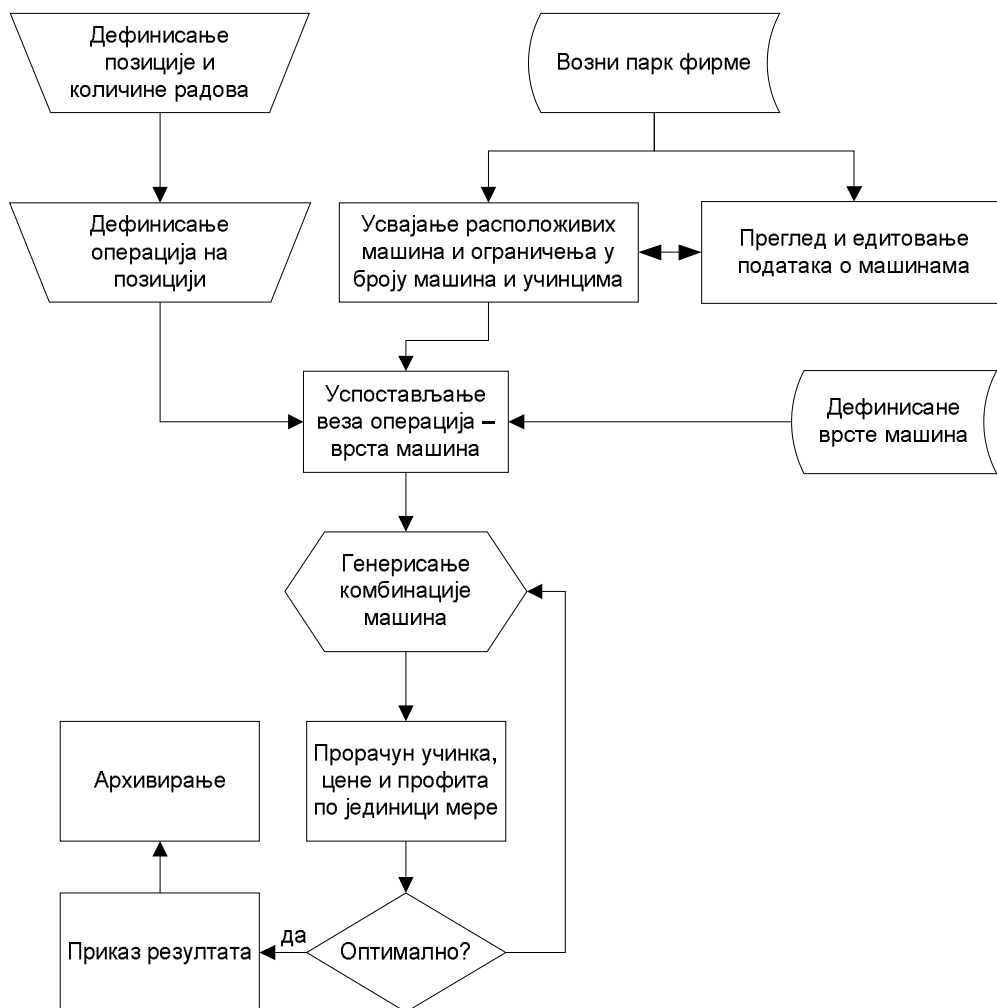 Дефинисање
позиције и
количине радова
Возни парк фирме
Дефинисање
операција на
позицији
Усвајање расположивих
машина и ограничења у
броју машина и учинцима
Преглед и едитовање
података о машинама
Успостављање
веза операција –
врста машина
Дефинисане
врсте машина
Генерисање
комбинације
машина
Прорачун учинка,
цене и профита
по јединици мере
Архивирање
Оптимално?
да
Приказ резултата